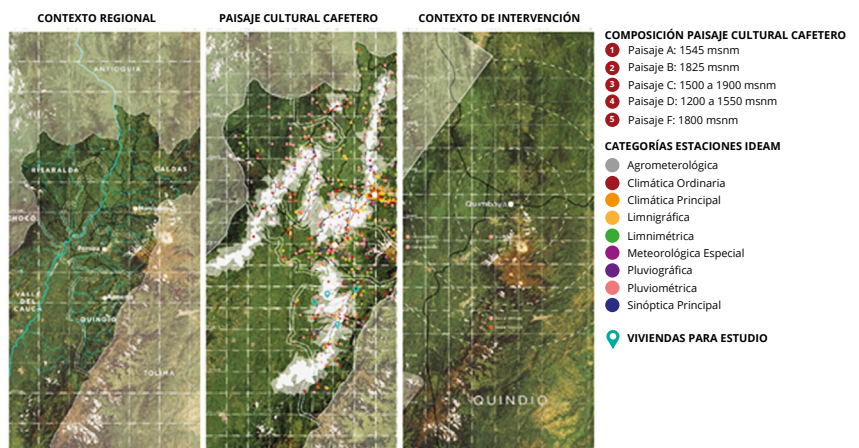 CONTEXTO REGIONAL
PAISAJE CULTURAL CAFETERO
CONTEXTO DE INTERVENCIÓN
ANTIOQUIA
RISARALDA
CALDAS
CHOCÓ
Pereira
VALLE
DEL
CAUCA
QUINDIO
TOLIMA
QUIMBAYA
QUINDIO
COMPOSICIÓN PAISAJE CULTURAL CAFETERO
1 Paisaje A: 1545 msnm
2 Paisaje B: 1825 msnm
3 Paisaje C: 1500 a 1900 msnm
4 Paisaje D: 1200 a 1550 msnm
5 Paisaje F: 1800 msnm
CATEGORÍAS ESTACIONES IDEAM
Agrometerológica
Climática Ordinaria
Climática Principal
Limnigráfica
Limnimétrica
Meteorológica Especial
Pluviográfica
Pluviométrica
Sinóptica Principal
VIVIENDAS PARA ESTUDIO